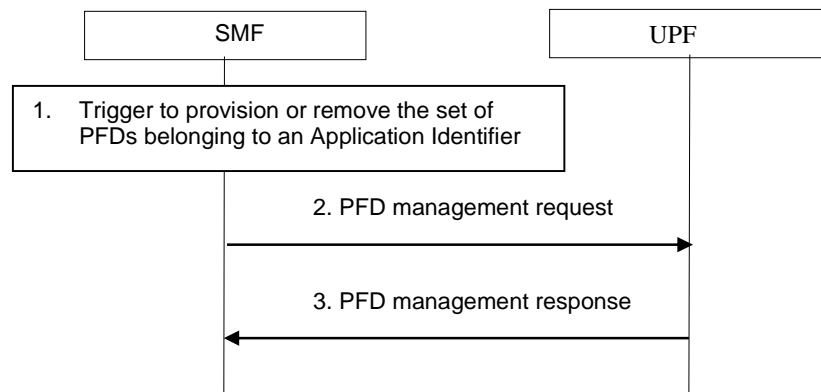 SMF
UPF
1. Trigger to provision or remove the set of
PFDs belonging to an Application Identifier
2. PFD management request
3. PFD management response